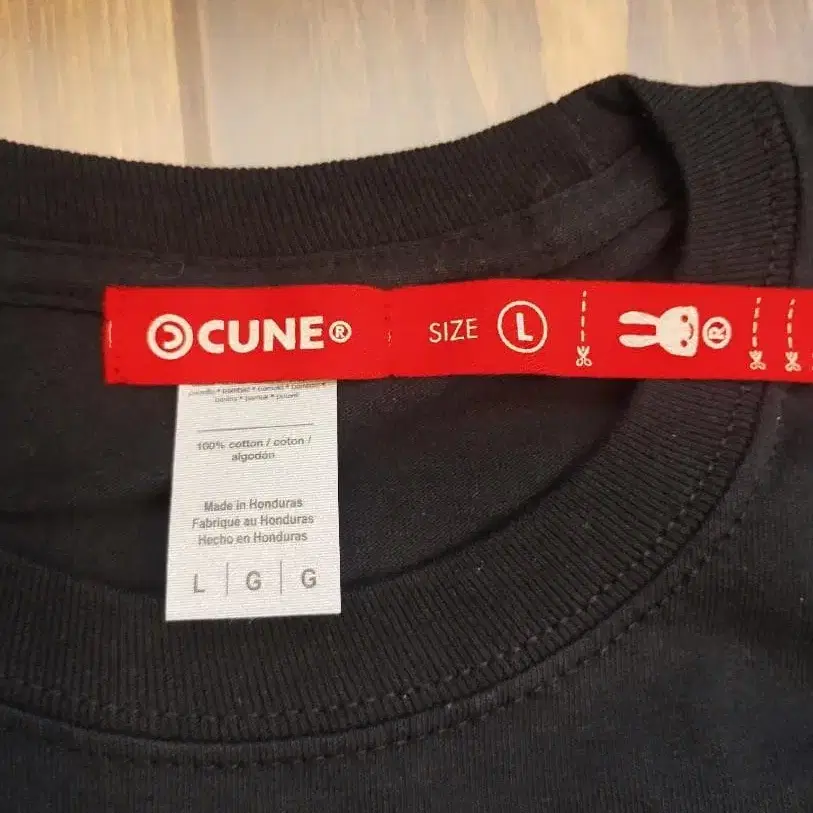 CUNE®
SIZE L
®
100% cotton / coton /
algodón
Made in Honduras
Fabriqué au Honduras
Hecho en Honduras
L | G | G